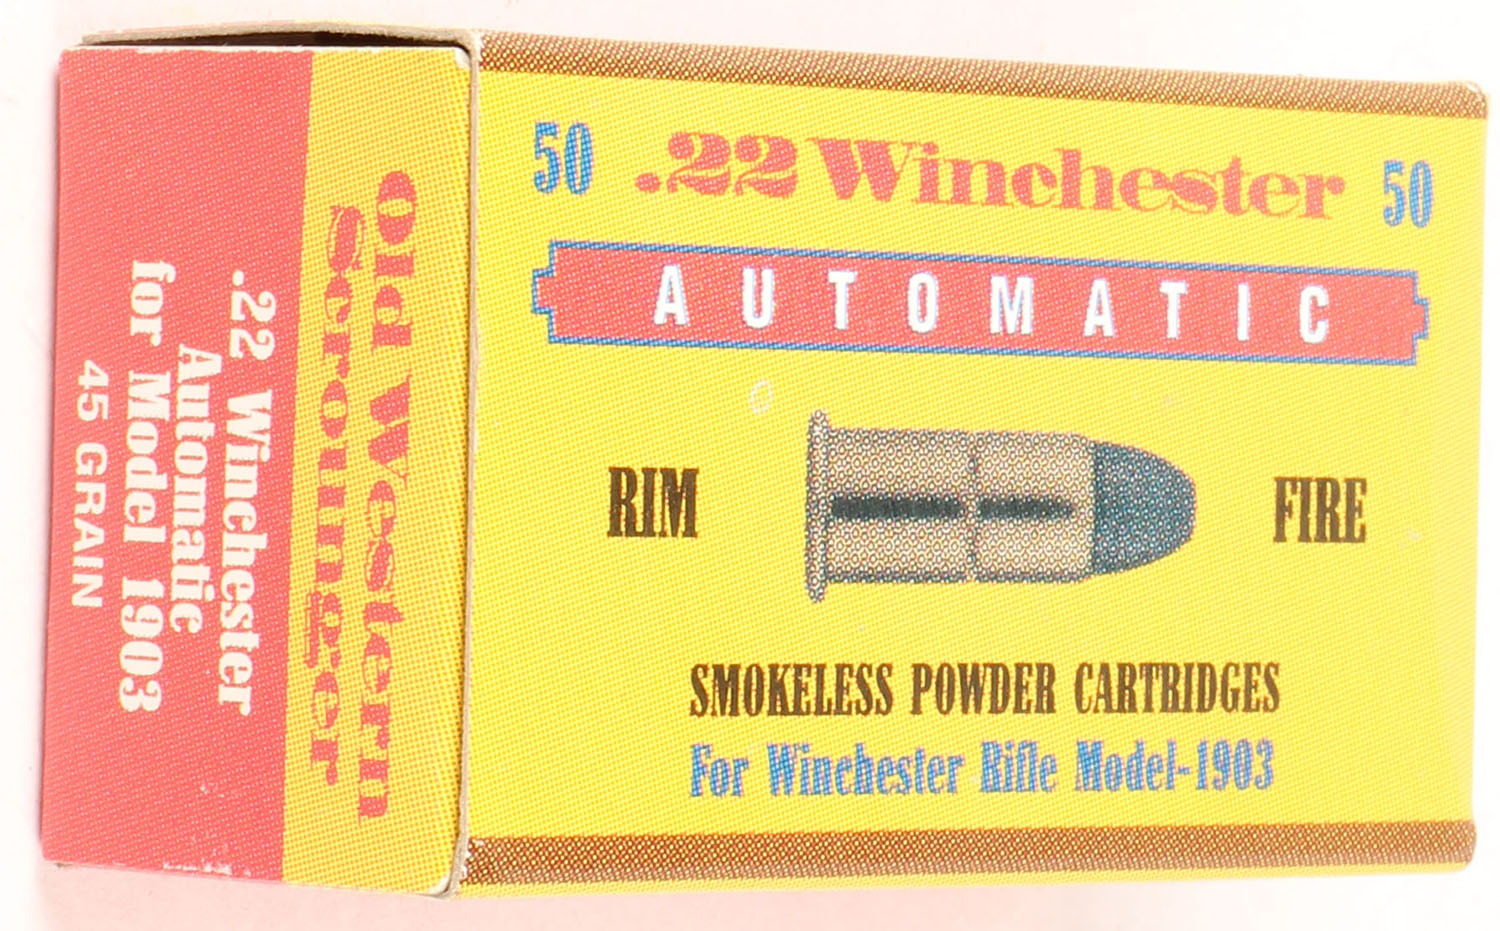 50 .22 Winchester 50
AUTOMATIC
RIM FIRE
SMOKELESS POWDER CARTRIDGES
For Winchester Rifle Model-1903
Old Western
Scrounger
.22 Winchester
Automatic
for Model 1903
45 GRAIN